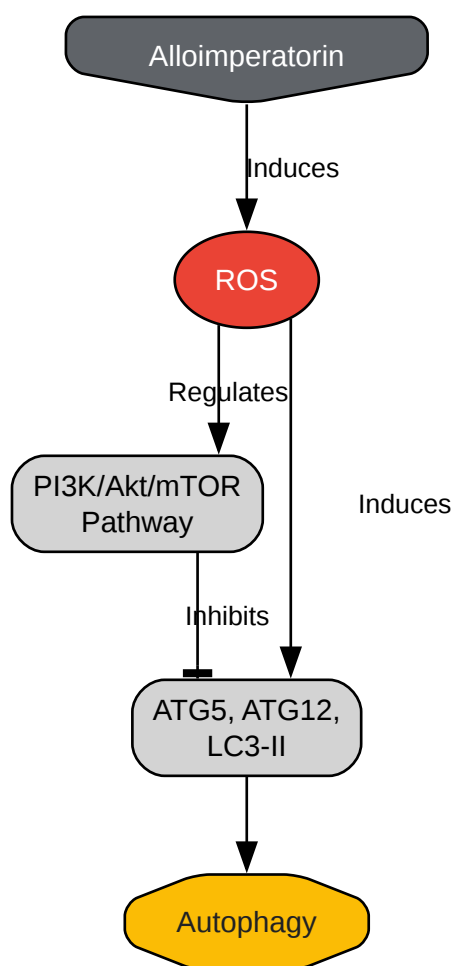 Alloimperatorin
Induces
ROS
Regulates
PI3K/Akt/mTOR
Pathway
Induces
Inhibits
ATG5, ATG12,
LC3-II
Autophagy